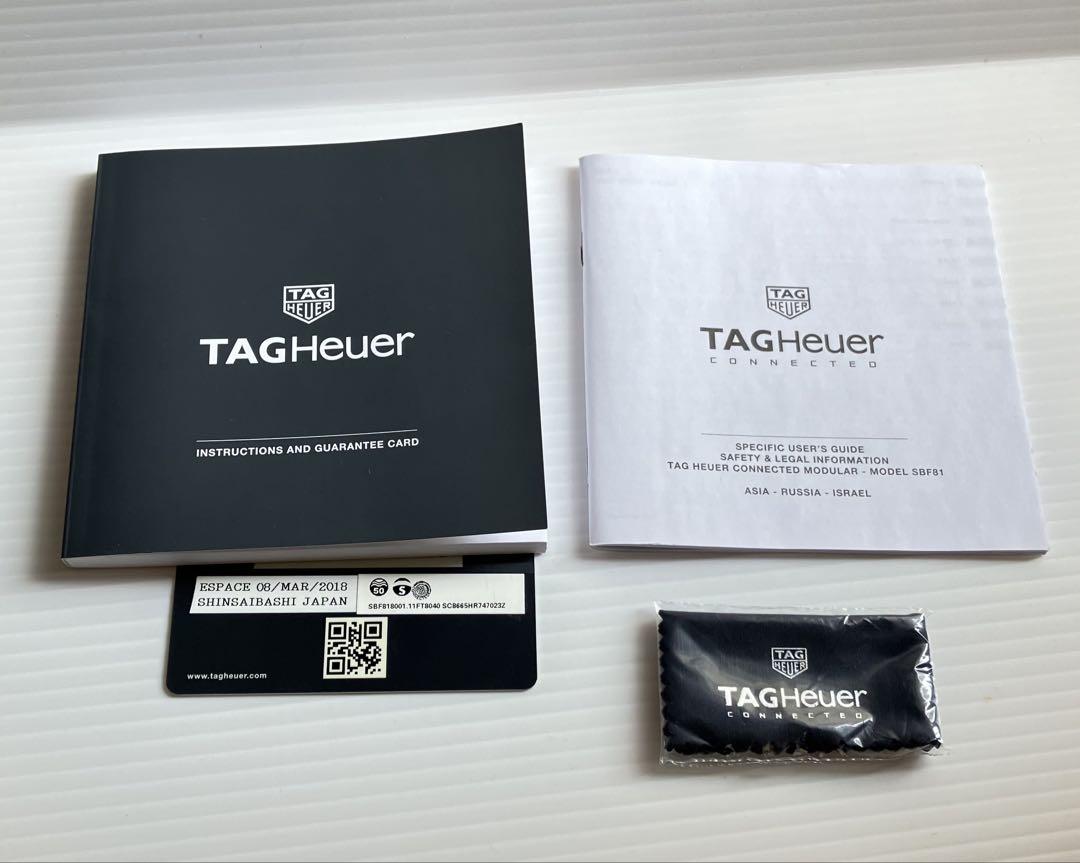 TAG
HEUER
TAGHeuer
INSTRUCTIONS AND GUARANTEE CARD
ESPACE 08/MAR/2018
SHINSAIBASHI JAPAN
50 S
SBF818001.11FT8040 SCB665HR747023Z
www.tagheuer.com
TAG
HEUER
TAGHeuer
CONNECTED
SPECIFIC USER'S GUIDE
SAFETY & LEGAL INFORMATION
TAG HEUER CONNECTED MODULAR - MODEL SBF81
ASIA - RUSSIA - ISRAEL
TAG
HEUER
TAGHeuer
CONNECTED